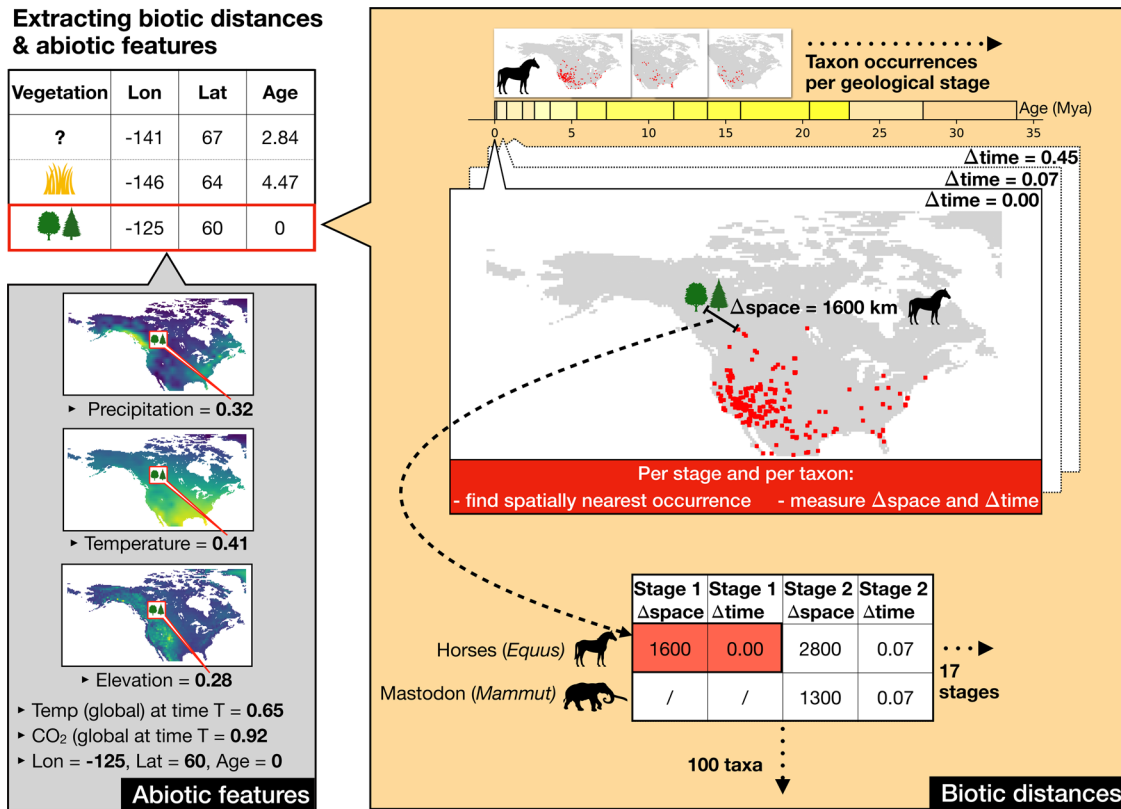 Extracting biotic distances
& abiotic features
Vegetation Lon Lat Age
? -141 67 2.84
-146 64 4.47
-125 60 0
▸ Precipitation = 0.32
▸ Temperature = 0.41
▸ Elevation = 0.28
▸ Temp (global) at time T = 0.65
▸ CO₂ (global at time T = 0.92
▸ Lon = -125, Lat = 60, Age = 0
Abiotic features
Taxon occurrences
per geological stage
Age (Mya)
0 5 10 15 20 25 30 35
Δtime = 0.45
Δtime = 0.07
Δtime = 0.00
Δspace = 1600 km
Per stage and per taxon:
- find spatially nearest occurrence - measure Δspace and Δtime
Stage 1 Stage 1 Stage 2 Stage 2
Δspace Δtime Δspace Δtime
Horses (Equus) 1600 0.00 2800 0.07
Mastodon (Mammut) / / 1300 0.07
17
stages
100 taxa
Biotic distances